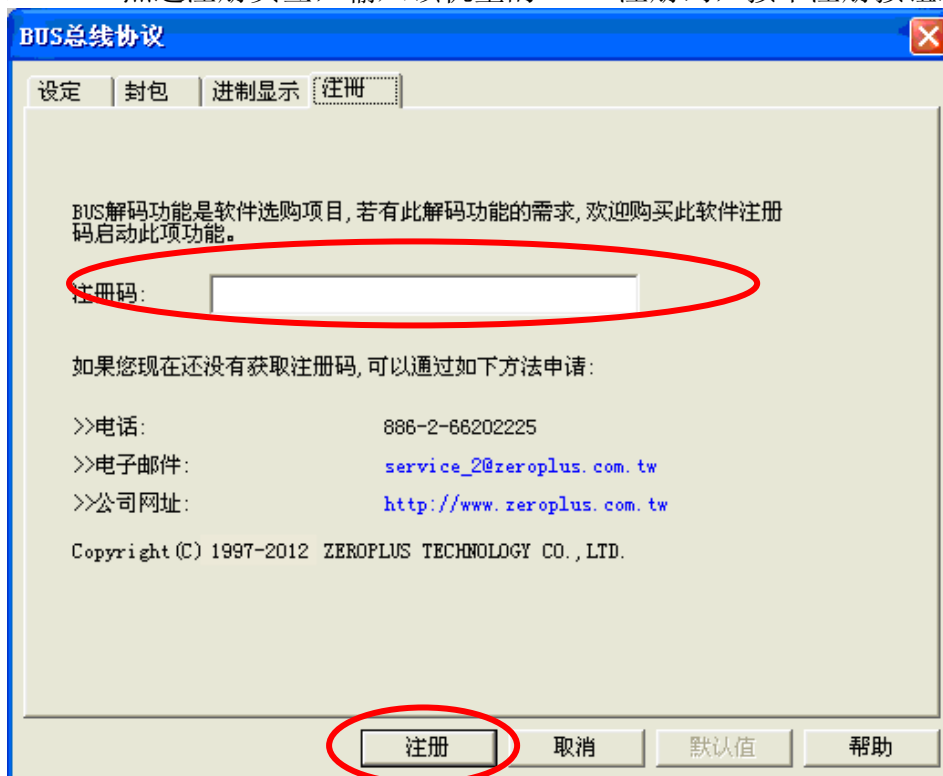 BUS总线协议
设定 封包 进制显示 注册
BUS解码功能是软件选购项目,若有此解码功能的需求,欢迎购买此软件注册
码启动此项功能。
注册码:
如果您现在还没有获取注册码,可以通过如下方法申请:
>>电话: 886-2-66202225
>>电子邮件: service_2@zeroplus.com.tw
>>公司网址: http://www.zeroplus.com.tw
Copyright(C) 1997-2012 ZEROPLUS TECHNOLOGY CO.,LTD.
注册 取消 默认值 帮助